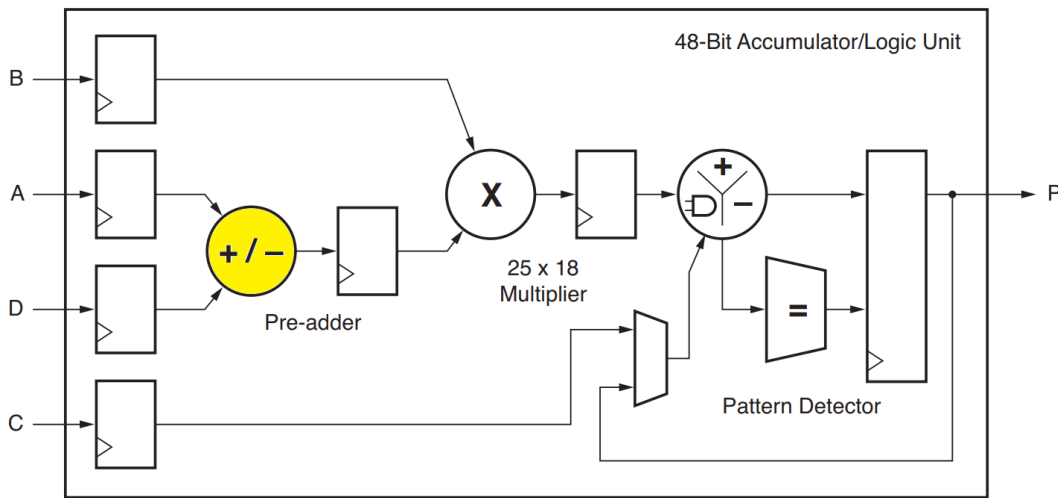 48-Bit Accumulator/Logic Unit
B
A
+ / −
X
+
−
P
25 x 18
Multiplier
D
Pre-adder
=
C
Pattern Detector